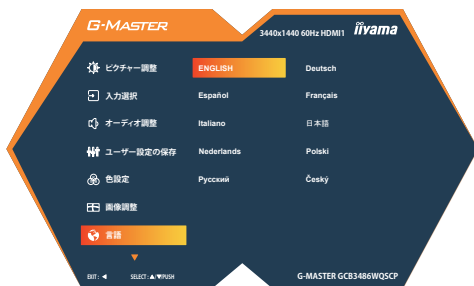 G-MASTER
3440x1440 60Hz HDMI1 iiyama
ピクチャー調整 ENGLISH Deutsch
入力選択 Español Français
オーディオ調整 Italiano 日本語
ユーザー設定の保存 Nederlands Polski
色設定 Русский Český
画像調整
言語
EXIT : ◀ SELECT : ▲/▼/PUSH G-MASTER GCB3486WQSCP